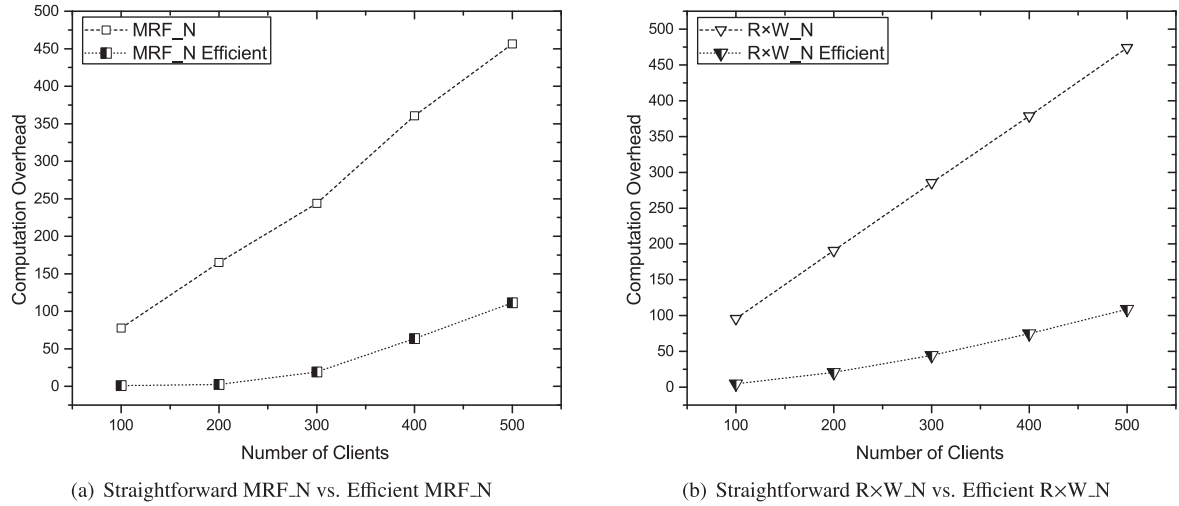 MRF_N
MRF_N Efficient
450
400
350
300
250
200
150
100
50
0
Computation Overhead
100 200 300 400 500
Number of Clients
(a) Straightforward MRF_N vs. Efficient MRF_N
R×W_N
R×W_N Efficient
500
450
400
350
300
250
200
150
100
50
0
Computation Overhead
100 200 300 400 500
Number of Clients
(b) Straightforward R×W_N vs. Efficient R×W_N